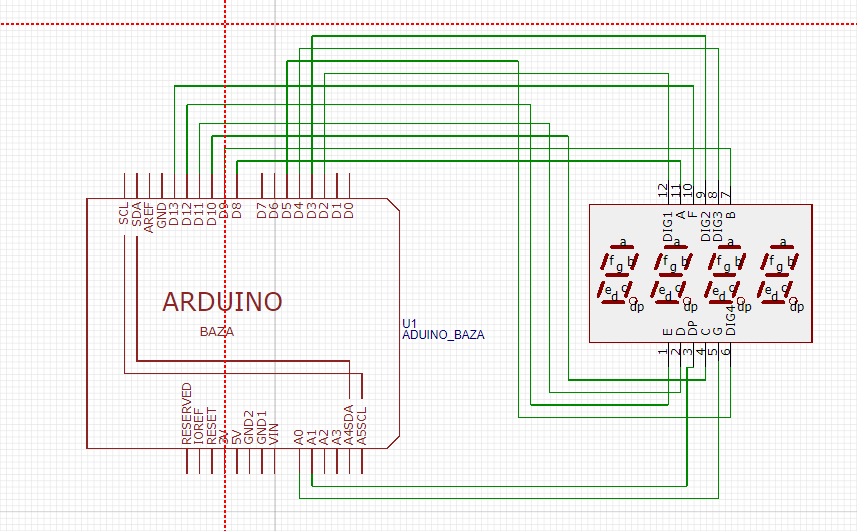 12 11 10 9 8 7
DIG1 A F DIG2 DIG3 B
SCL SDA AREF GND D13 D12 D11 D10 D9 D8 D7 D6 D5 D4 D3 D2 D1 D0
a a a a
f g b f g b f g b f g b
e d c e d c e d c e d c
dp dp dp dp
ARDUINO
BAZA
U1
ADUINO_BAZA
E D DP C G DIG4
1 2 3 4 5 6
RESERVED IOREF RESET 5V GND2 GND1 VIN A0 A1 A2 A3 A4SDA A5SCL